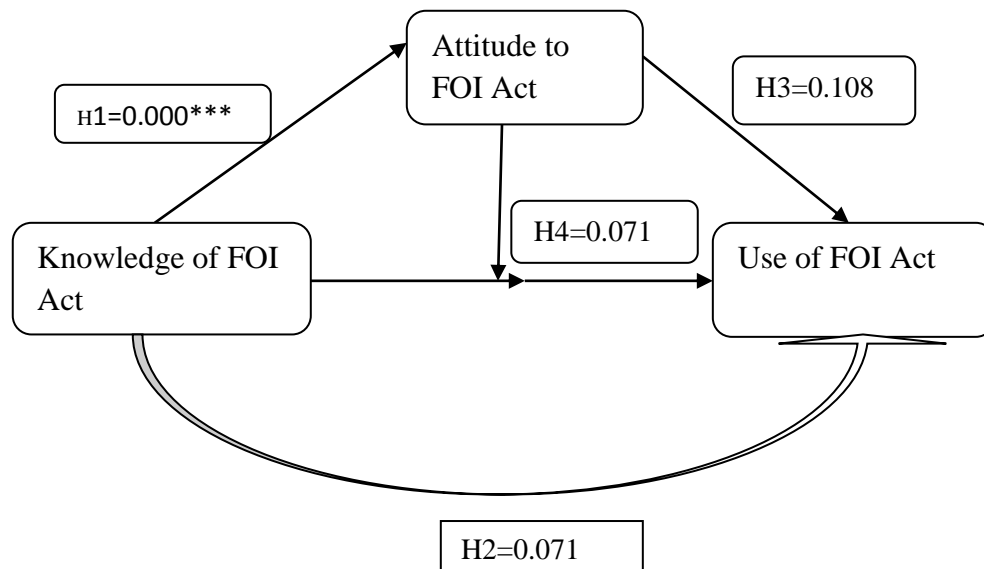 Attitude to
FOI Act
H3=0.108
H1=0.000***
H4=0.071
Knowledge of FOI
Act
Use of FOI Act
H2=0.071